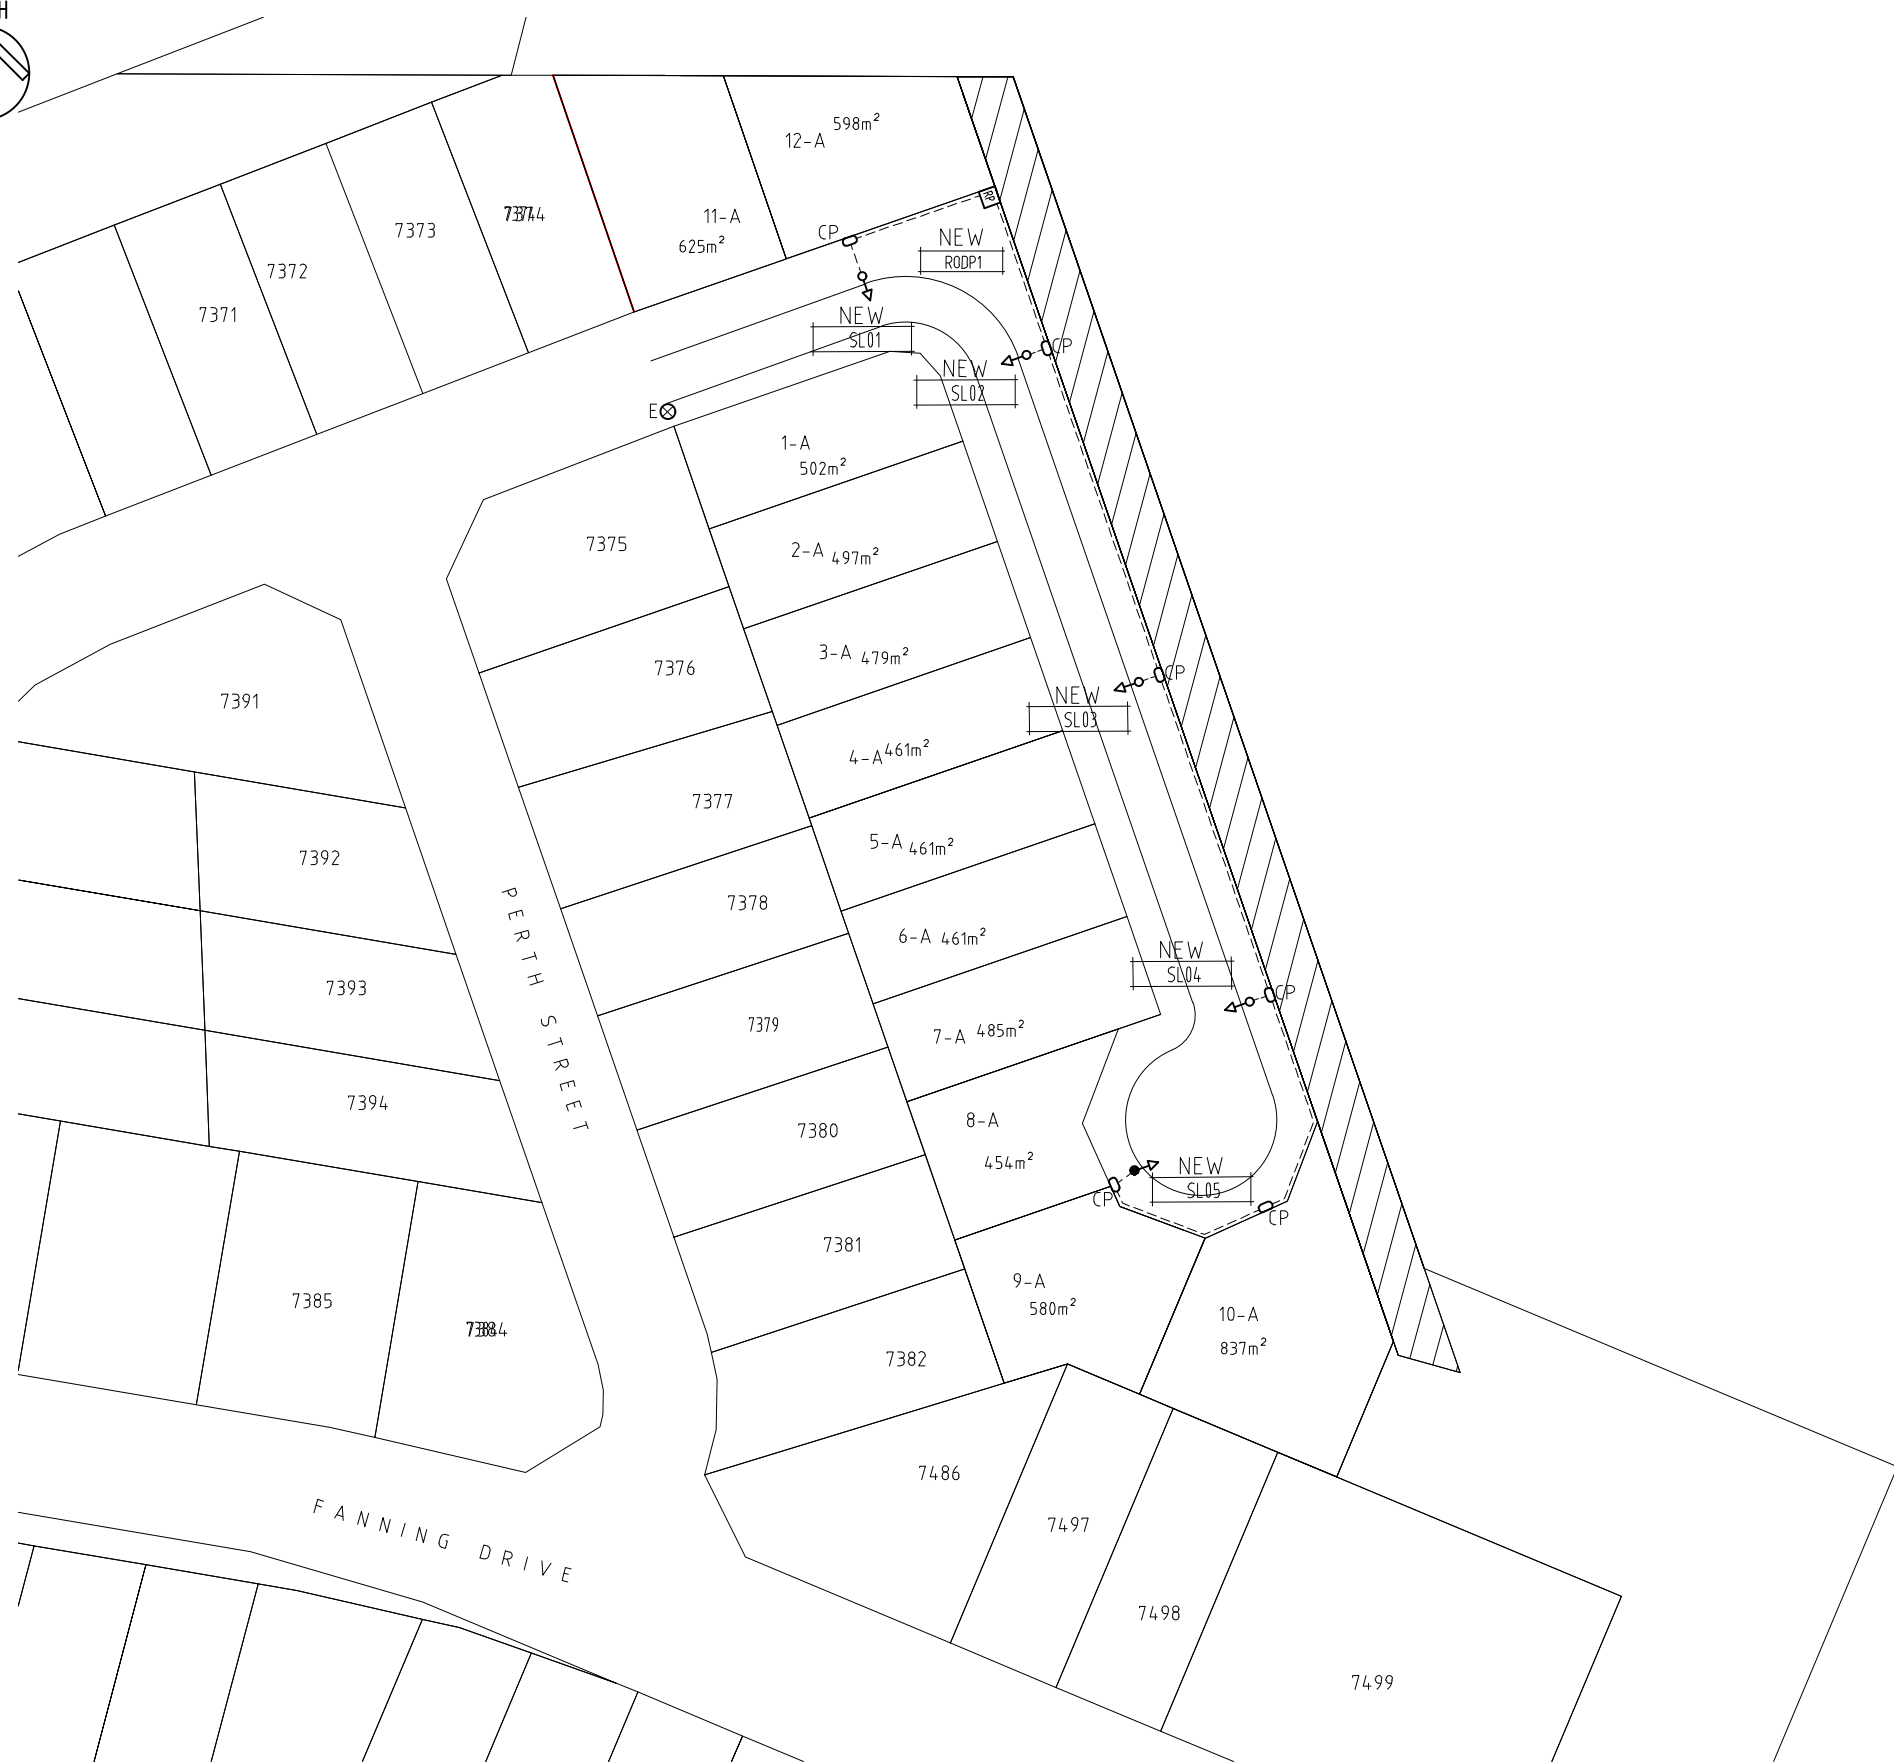 H
12-A
598m²
7373
7372
7371
11-A
625m²
CP
RP
NEW
RODP1
NEW
SL01
CP
NEW
SL02
E
1-A
502m²
7375
2-A
497m²
7376
3-A
479m²
CP
NEW
SL03
7391
4-A
461m²
7377
5-A
461m²
7392
7378
6-A
461m²
NEW
SL04
CP
PERTH STREET
7393
7379
7-A
485m²
7394
7380
8-A
454m²
NEW
SL05
CP
CP
7381
9-A
580m²
10-A
837m²
7385
7382
7486
FANNING DRIVE
7497
7498
7499